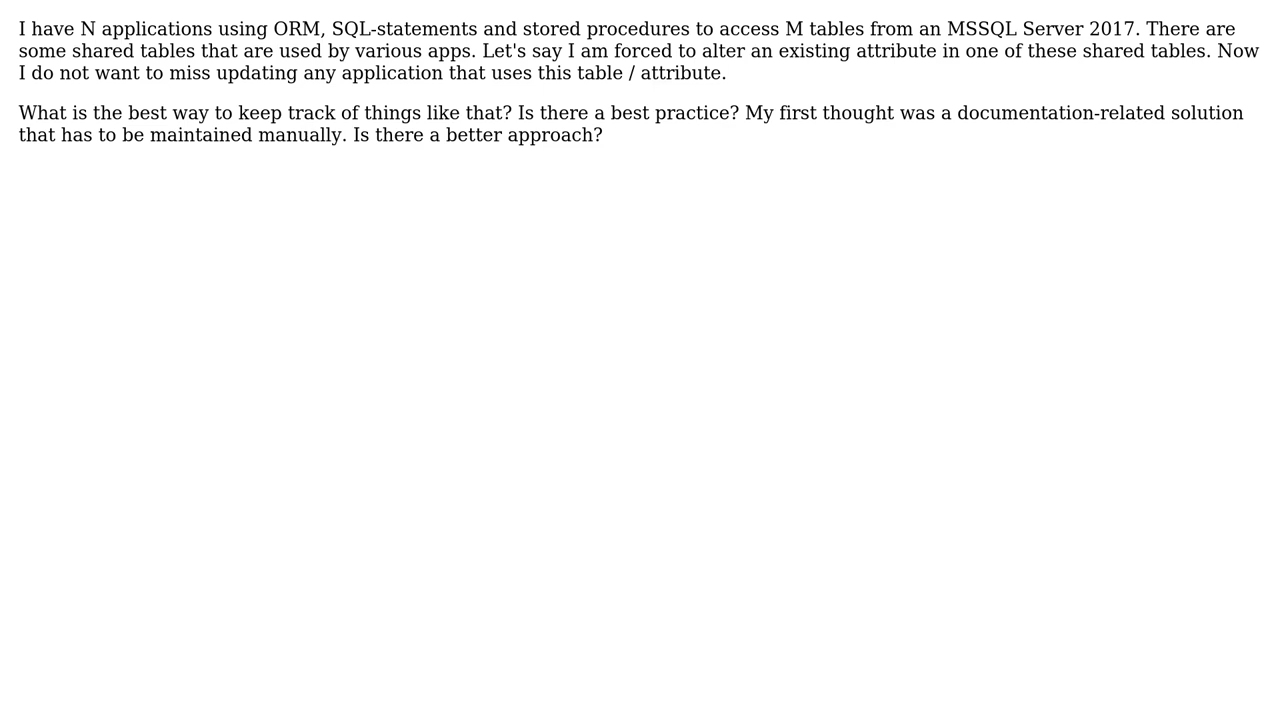 I have N applications using ORM, SQL-statements and stored procedures to access M tables from an MSSQL Server 2017. There are
some shared tables that are used by various apps. Let's say I am forced to alter an existing attribute in one of these shared tables. Now
I do not want to miss updating any application that uses this table / attribute.
What is the best way to keep track of things like that? Is there a best practice? My first thought was a documentation-related solution
that has to be maintained manually. Is there a better approach?